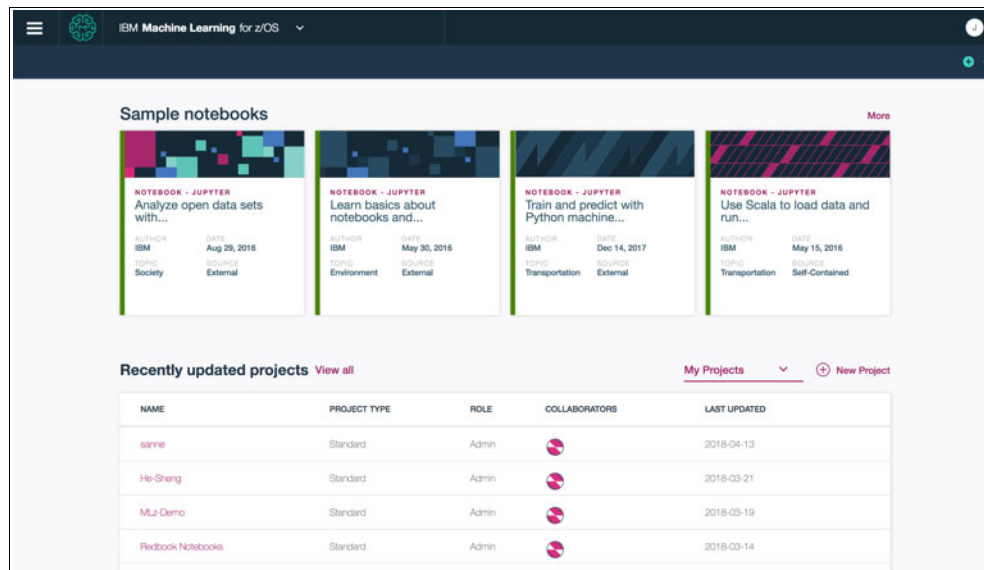 IBM Machine Learning for z/OS
J
Sample notebooks
More
NOTEBOOK - JUPYTER
Analyze open data sets
with...
AUTHOR DATE
IBM Aug 29, 2016
TOPIC SOURCE
Society External
NOTEBOOK - JUPYTER
Learn basics about
notebooks and...
AUTHOR DATE
IBM May 30, 2016
TOPIC SOURCE
Environment External
NOTEBOOK - JUPYTER
Train and predict with
Python machine...
AUTHOR DATE
IBM Dec 14, 2017
TOPIC SOURCE
Transportation External
NOTEBOOK - JUPYTER
Use Scala to load data and
run...
AUTHOR DATE
IBM May 15, 2016
TOPIC SOURCE
Transportation Self-Contained
Recently updated projects View all My Projects New Project
NAME PROJECT TYPE ROLE COLLABORATORS LAST UPDATED
sanne Standard Admin 2018-04-13
He-Sheng Standard Admin 2018-03-21
MLz-Demo Standard Admin 2018-03-19
Redbook Notebooks Standard Admin 2018-03-14